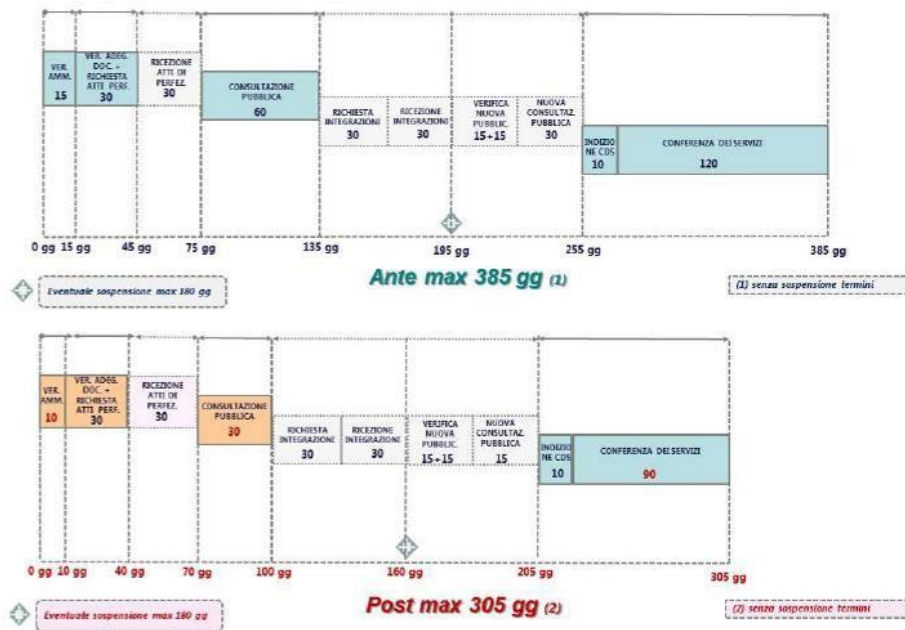 VER.
AMM.
15
VER. ADEG.
DOC. +
RICHIESTA
ATTI PERF.
30
RICEZIONE
ATTI DI
PERFEZ.
30
CONSULTAZIONE
PUBBLICA
60
RICHIESTA
INTEGRAZIONI
30
RICEZIONE
INTEGRAZIONI
30
VERIFICA
NUOVA
PUBBLIC.
15+15
NUOVA
CONSULTAZ.
PUBBLICA
30
INDIZIO
NE CDS
10
CONFERENZA DEI SERVIZI
120
0 gg 15 gg 45 gg 75 gg 135 gg 195 gg 255 gg 385 gg
Eventuale sospensione max 180 gg
Ante max 385 gg (1)
(1) senza sospensione termini
VER.
AMM.
10
VER. ADEG.
DOC. +
RICHIESTA
ATTI PERF.
30
RICEZIONE
ATTI DI
PERFEZ.
30
CONSULTAZIONE
PUBBLICA
30
RICHIESTA
INTEGRAZIONI
30
RICEZIONE
INTEGRAZIONI
30
VERIFICA
NUOVA
PUBBLIC.
15+15
NUOVA
CONSULTAZ.
PUBBLICA
15
INDIZIO
NE CDS
10
CONFERENZA DEI SERVIZI
90
0 gg 10 gg 40 gg 70 gg 100 gg 160 gg 205 gg 305 gg
Eventuale sospensione max 180 gg
Post max 305 gg (2)
(2) senza sospensione termini